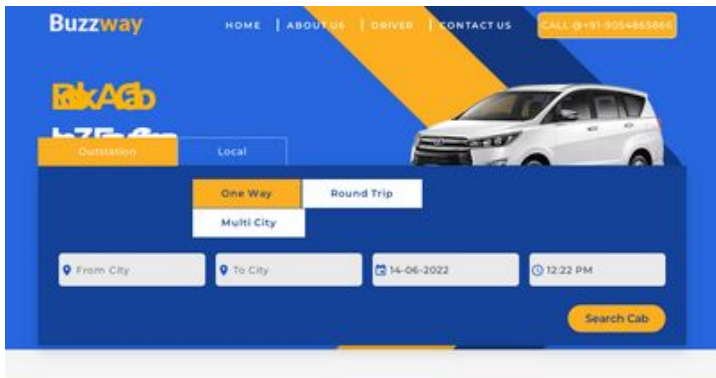 Buzzway
HOME | ABOUT US | DRIVER | CONTACT US
CALL @+91-9054865866
Outstation
Local
One Way
Round Trip
Multi City
From City
To City
14-06-2022
12:22 PM
Search Cab